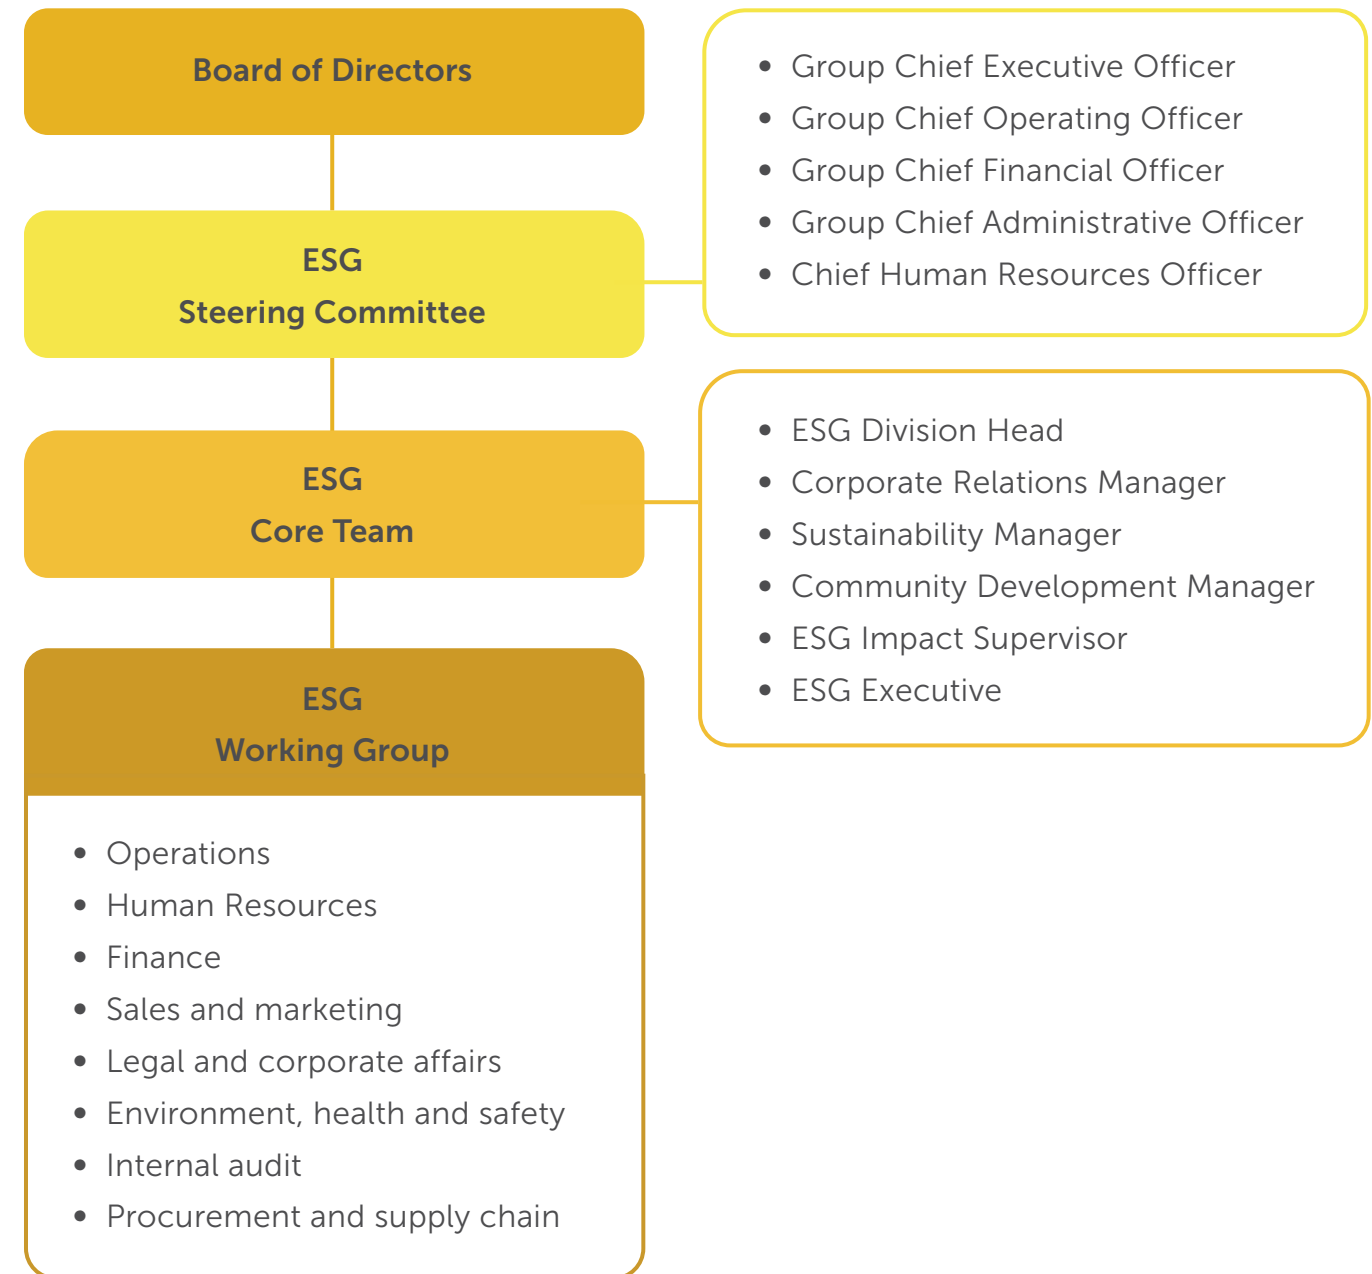 Board of Directors
ESG
Steering Committee
• Group Chief Executive Officer
• Group Chief Operating Officer
• Group Chief Financial Officer
• Group Chief Administrative Officer
• Chief Human Resources Officer
ESG
Core Team
• ESG Division Head
• Corporate Relations Manager
• Sustainability Manager
• Community Development Manager
• ESG Impact Supervisor
• ESG Executive
ESG
Working Group
• Operations
• Human Resources
• Finance
• Sales and marketing
• Legal and corporate affairs
• Environment, health and safety
• Internal audit
• Procurement and supply chain